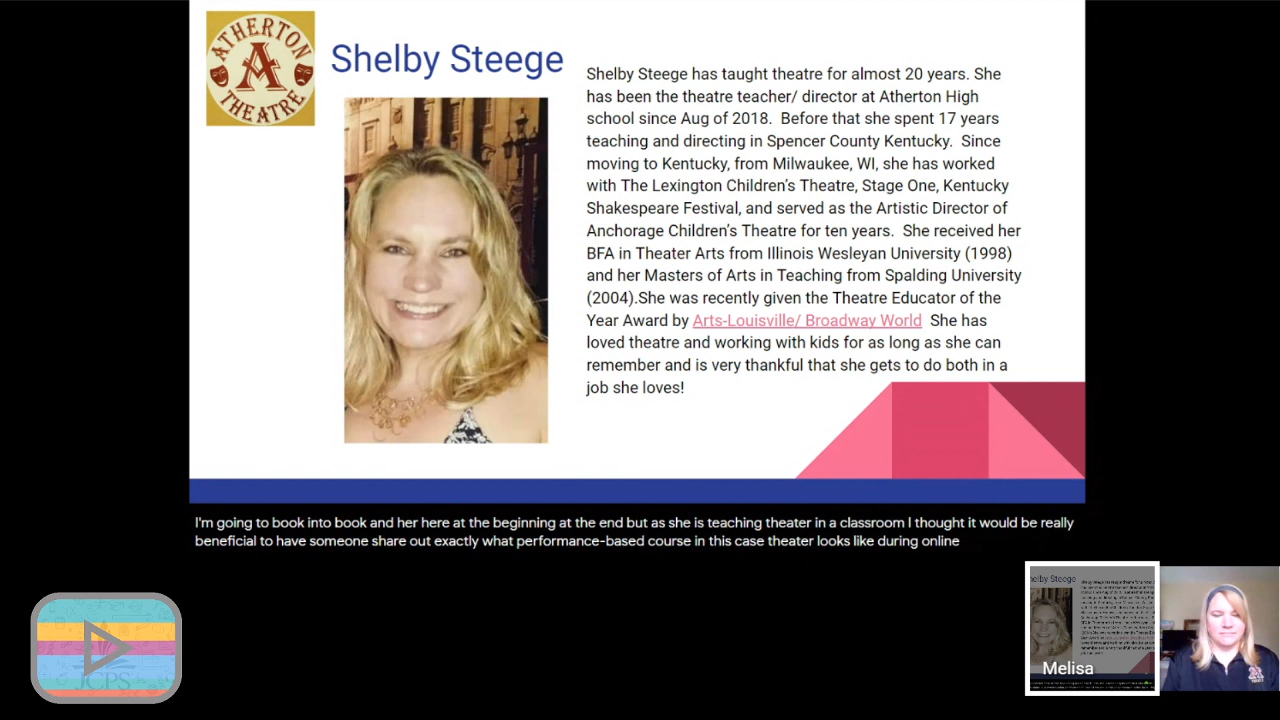 ATHERTON
A
THEATRE
Shelby Steege
Shelby Steege has taught theatre for almost 20 years. She
has been the theatre teacher/ director at Atherton High
school since Aug of 2018.  Before that she spent 17 years
teaching and directing in Spencer County Kentucky.  Since
moving to Kentucky, from Milwaukee, WI, she has worked
with The Lexington Children's Theatre, Stage One, Kentucky
Shakespeare Festival, and served as the Artistic Director of
Anchorage Children's Theatre for ten years.  She received her
BFA in Theater Arts from Illinois Wesleyan University (1998)
and her Masters of Arts in Teaching from Spalding University
(2004).She was recently given the Theatre Educator of the
Year Award by Arts-Louisville/ Broadway World  She has
loved theatre and working with kids for as long as she can
remember and is very thankful that she gets to do both in a
job she loves!
I'm going to book into book and her here at the beginning at the end but as she is teaching theater in a classroom I thought it would be really
beneficial to have someone share out exactly what performance-based course in this case theater looks like during online
JCPS
helby Steege
Melisa